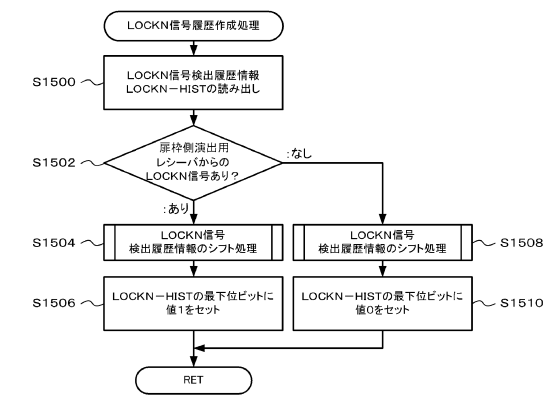 LOCKN信号履歴作成処理
S1500
LOCKN信号検出履歴情報
LOCKN－HISTの読み出し
S1502
扉枠側演出用
レシーバからの
LOCKN信号あり？
:なし
:あり
S1504
LOCKN信号
検出履歴情報のシフト処理
LOCKN信号
検出履歴情報のシフト処理
S1508
S1506
LOCKN－HISTの最下位ビットに
値1をセット
LOCKN－HISTの最下位ビットに
値0をセット
S1510
RET